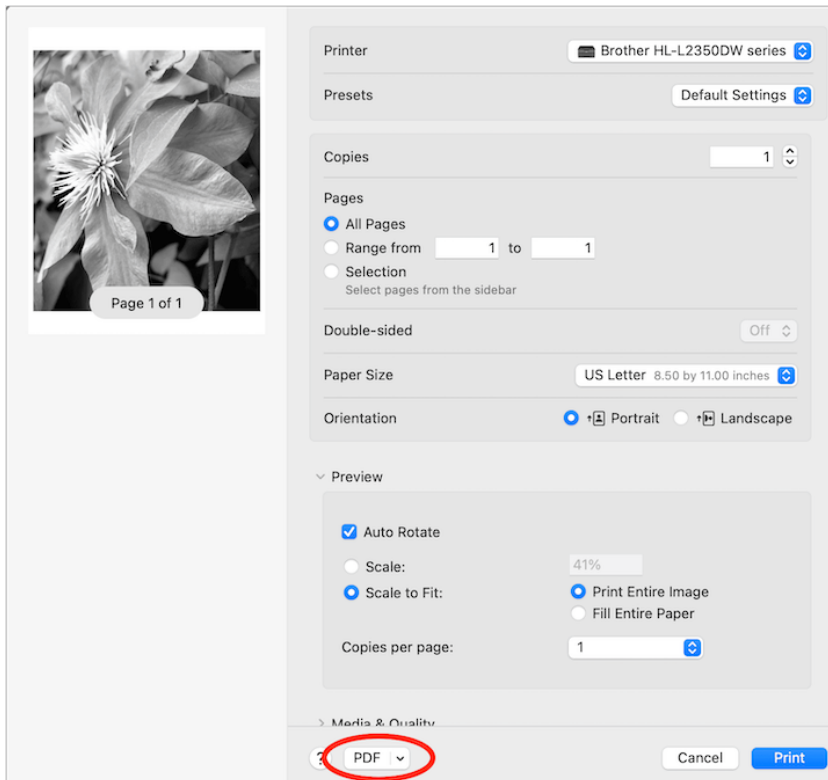 Printer Brother HL-L2350DW series
Presets Default Settings
Page 1 of 1
Copies 1
Pages
All Pages
Range from 1 to 1
Selection
Select pages from the sidebar
Double-sided Off
Paper Size US Letter 8.50 by 11.00 inches
Orientation Portrait Landscape
Preview
Auto Rotate
Scale: 41%
Scale to Fit: Print Entire Image
Fill Entire Paper
Copies per page: 1
Media & Quality
? PDF Cancel Print